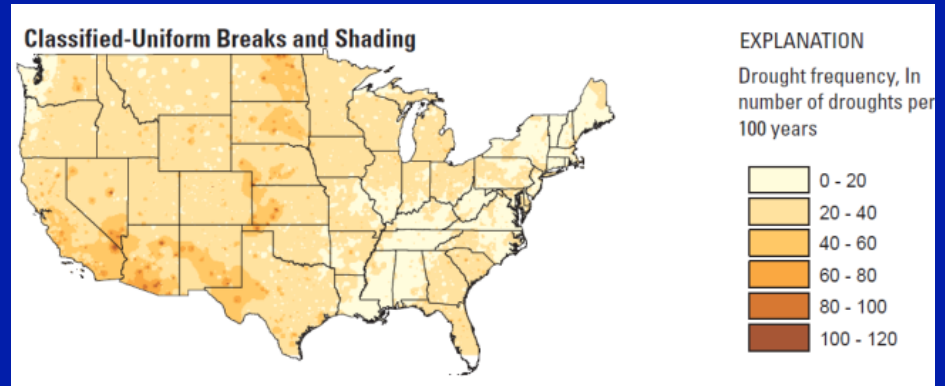 Classified-Uniform Breaks and Shading
EXPLANATION
Drought frequency, In
number of droughts per
100 years
0 - 20
20 - 40
40 - 60
60 - 80
80 - 100
100 - 120